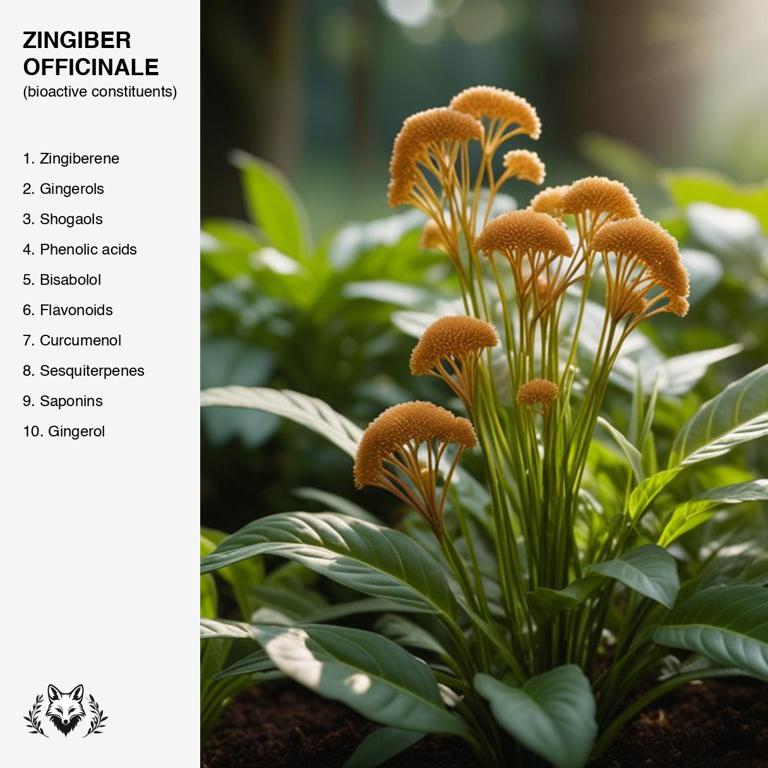 ZINGIBER
OFFICINALE
(bioactive constituents)
1. Zingiberene
2. Gingerols
3. Shogaols
4. Phenolic acids
5. Bisabolol
6. Flavonoids
7. Curcumenol
8. Sesquiterpenes
9. Saponins
10. Gingerol